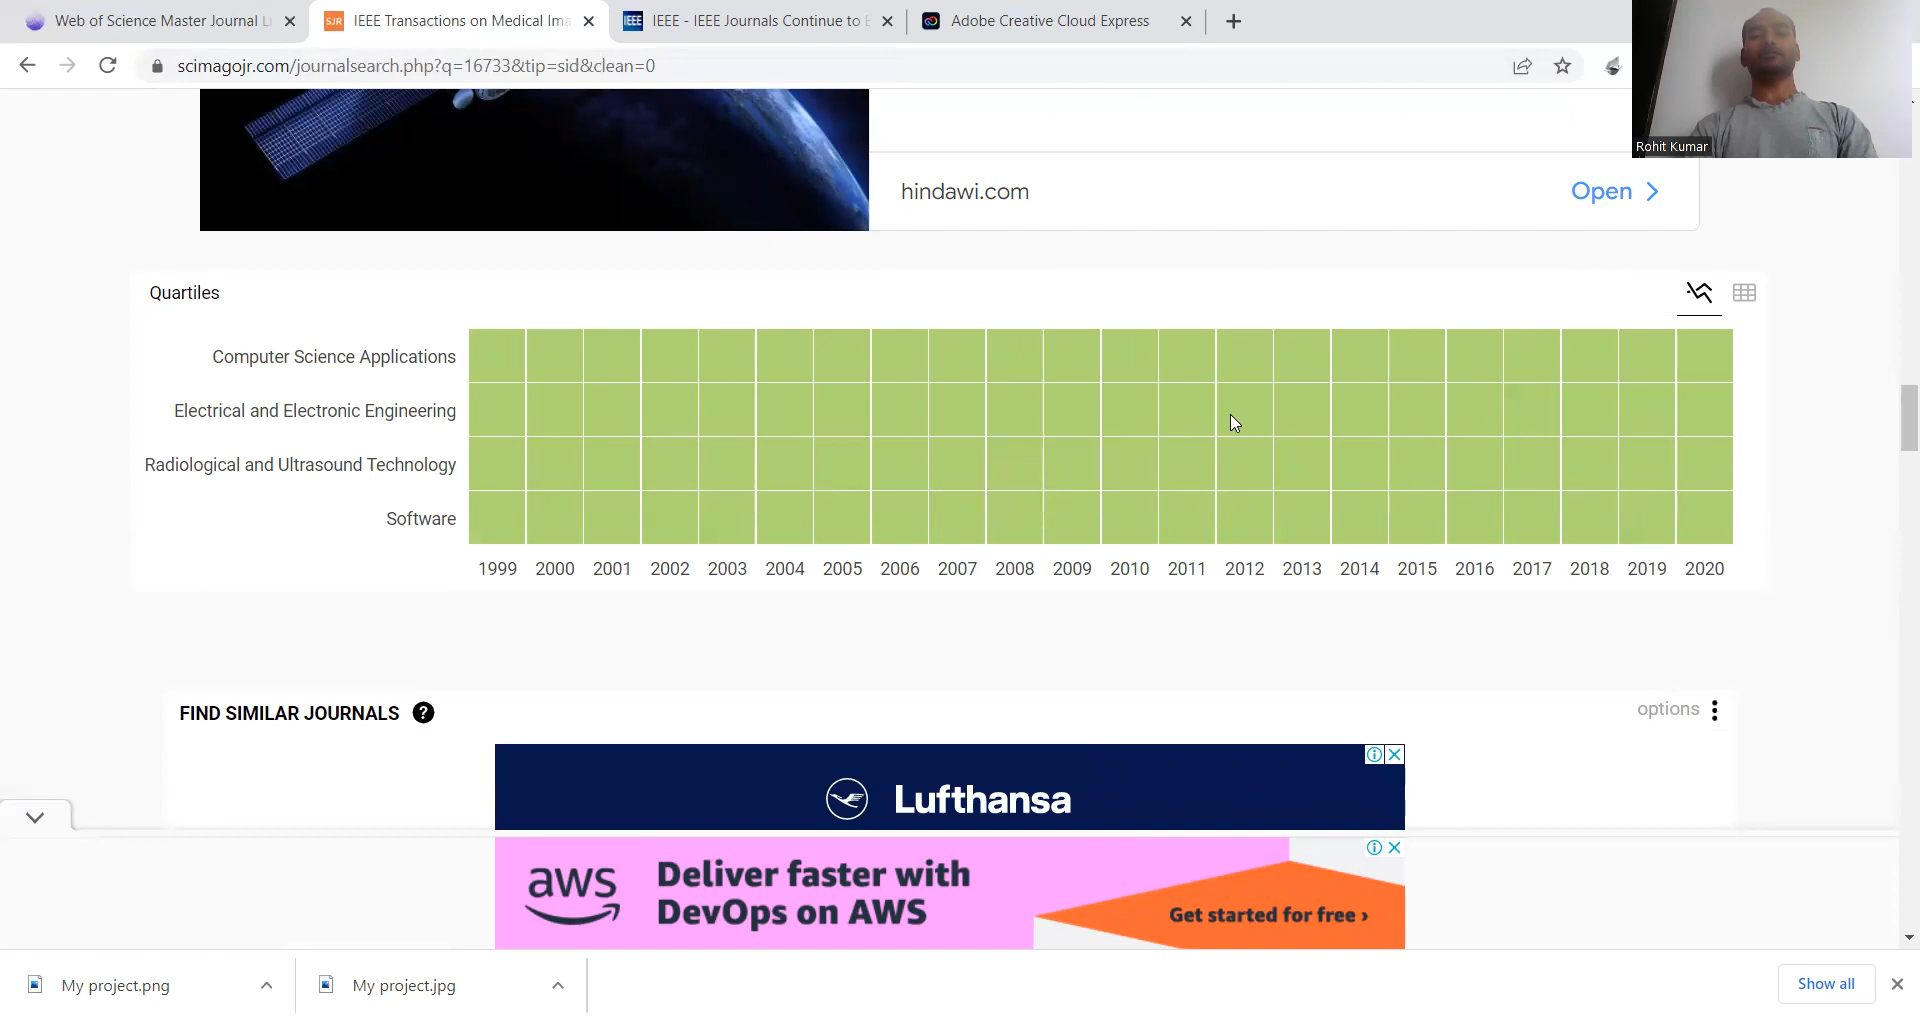 Web of Science Master Journal Li
SJR IEEE Transactions on Medical Ima
IEEE IEEE - IEEE Journals Continue to E
Adobe Creative Cloud Express
scimagojr.com/journalsearch.php?q=16733&tip=sid&clean=0
Rohit Kumar
hindawi.com
Open
Quartiles
Computer Science Applications
Electrical and Electronic Engineering
Radiological and Ultrasound Technology
Software
1999 2000 2001 2002 2003 2004 2005 2006 2007 2008 2009 2010 2011 2012 2013 2014 2015 2016 2017 2018 2019 2020
FIND SIMILAR JOURNALS ?
options
Lufthansa
aws
Deliver faster with
DevOps on AWS
Get started for free ›
My project.png
My project.jpg
Show all